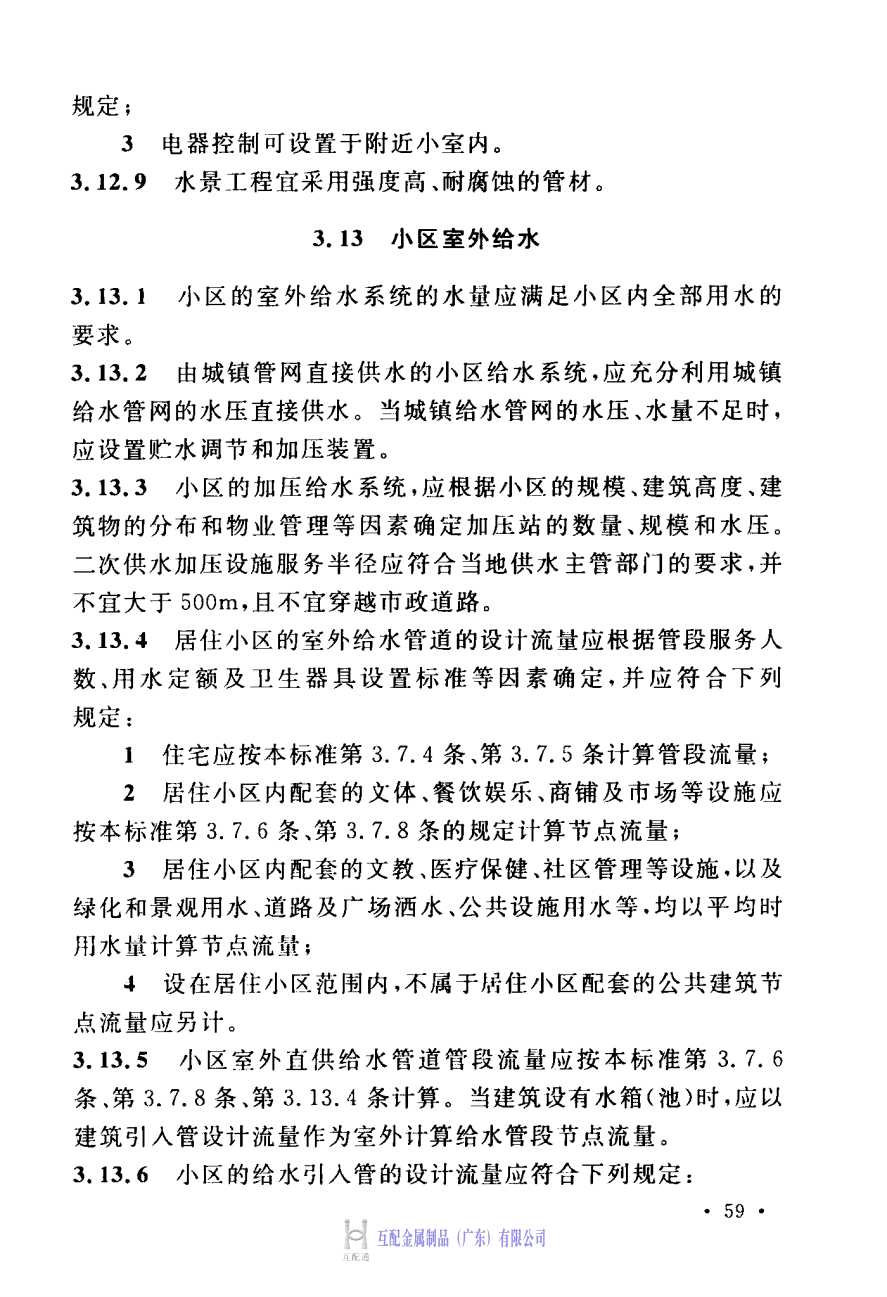 规定；
3　电器控制可设置于附近小室内。
3.12.9　水景工程宜采用强度高、耐腐蚀的管材。
3.13　小区室外给水
3.13.1　小区的室外给水系统的水量应满足小区内全部用水的
要求。
3.13.2　由城镇管网直接供水的小区给水系统，应充分利用城镇
给水管网的水压直接供水。当城镇给水管网的水压、水量不足时，
应设置贮水调节和加压装置。
3.13.3　小区的加压给水系统，应根据小区的规模、建筑高度、建
筑物的分布和物业管理等因素确定加压站的数量、规模和水压。
二次供水加压设施服务半径应符合当地供水主管部门的要求，并
不宜大于 500m，且不宜穿越市政道路。
3.13.4　居住小区的室外给水管道的设计流量应根据管段服务人
数、用水定额及卫生器具设置标准等因素确定，并应符合下列
规定：
1　住宅应按本标准第 3.7.4 条、第 3.7.5 条计算管段流量；
2　居住小区内配套的文体、餐饮娱乐、商铺及市场等设施应
按本标准第 3.7.6 条、第 3.7.8 条的规定计算节点流量；
3　居住小区内配套的文教、医疗保健、社区管理等设施，以及
绿化和景观用水、道路及广场洒水、公共设施用水等，均以平均时
用水量计算节点流量；
4　设在居住小区范围内，不属于居住小区配套的公共建筑节
点流量应另计。
3.13.5　小区室外直供给水管道管段流量应按本标准第 3.7.6
条、第 3.7.8 条、第 3.13.4 条计算。当建筑设有水箱（池）时，应以
建筑引入管设计流量作为室外计算给水管段节点流量。
3.13.6　小区的给水引入管的设计流量应符合下列规定：
• 59 •
互配金属制品（广东）有限公司
互配通